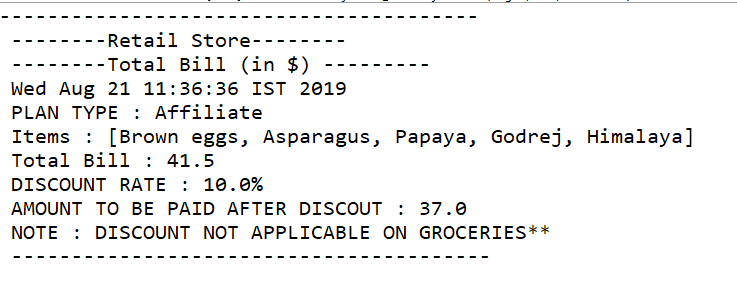 ----------------------------------------
--------Retail Store--------
--------Total Bill (in $) ---------
Wed Aug 21 11:36:36 IST 2019
PLAN TYPE : Affiliate
Items : [Brown eggs, Asparagus, Papaya, Godrej, Himalaya]
Total Bill : 41.5
DISCOUNT RATE : 10.0%
AMOUNT TO BE PAID AFTER DISCOUT : 37.0
NOTE : DISCOUNT NOT APPLICABLE ON GROCERIES**
----------------------------------------